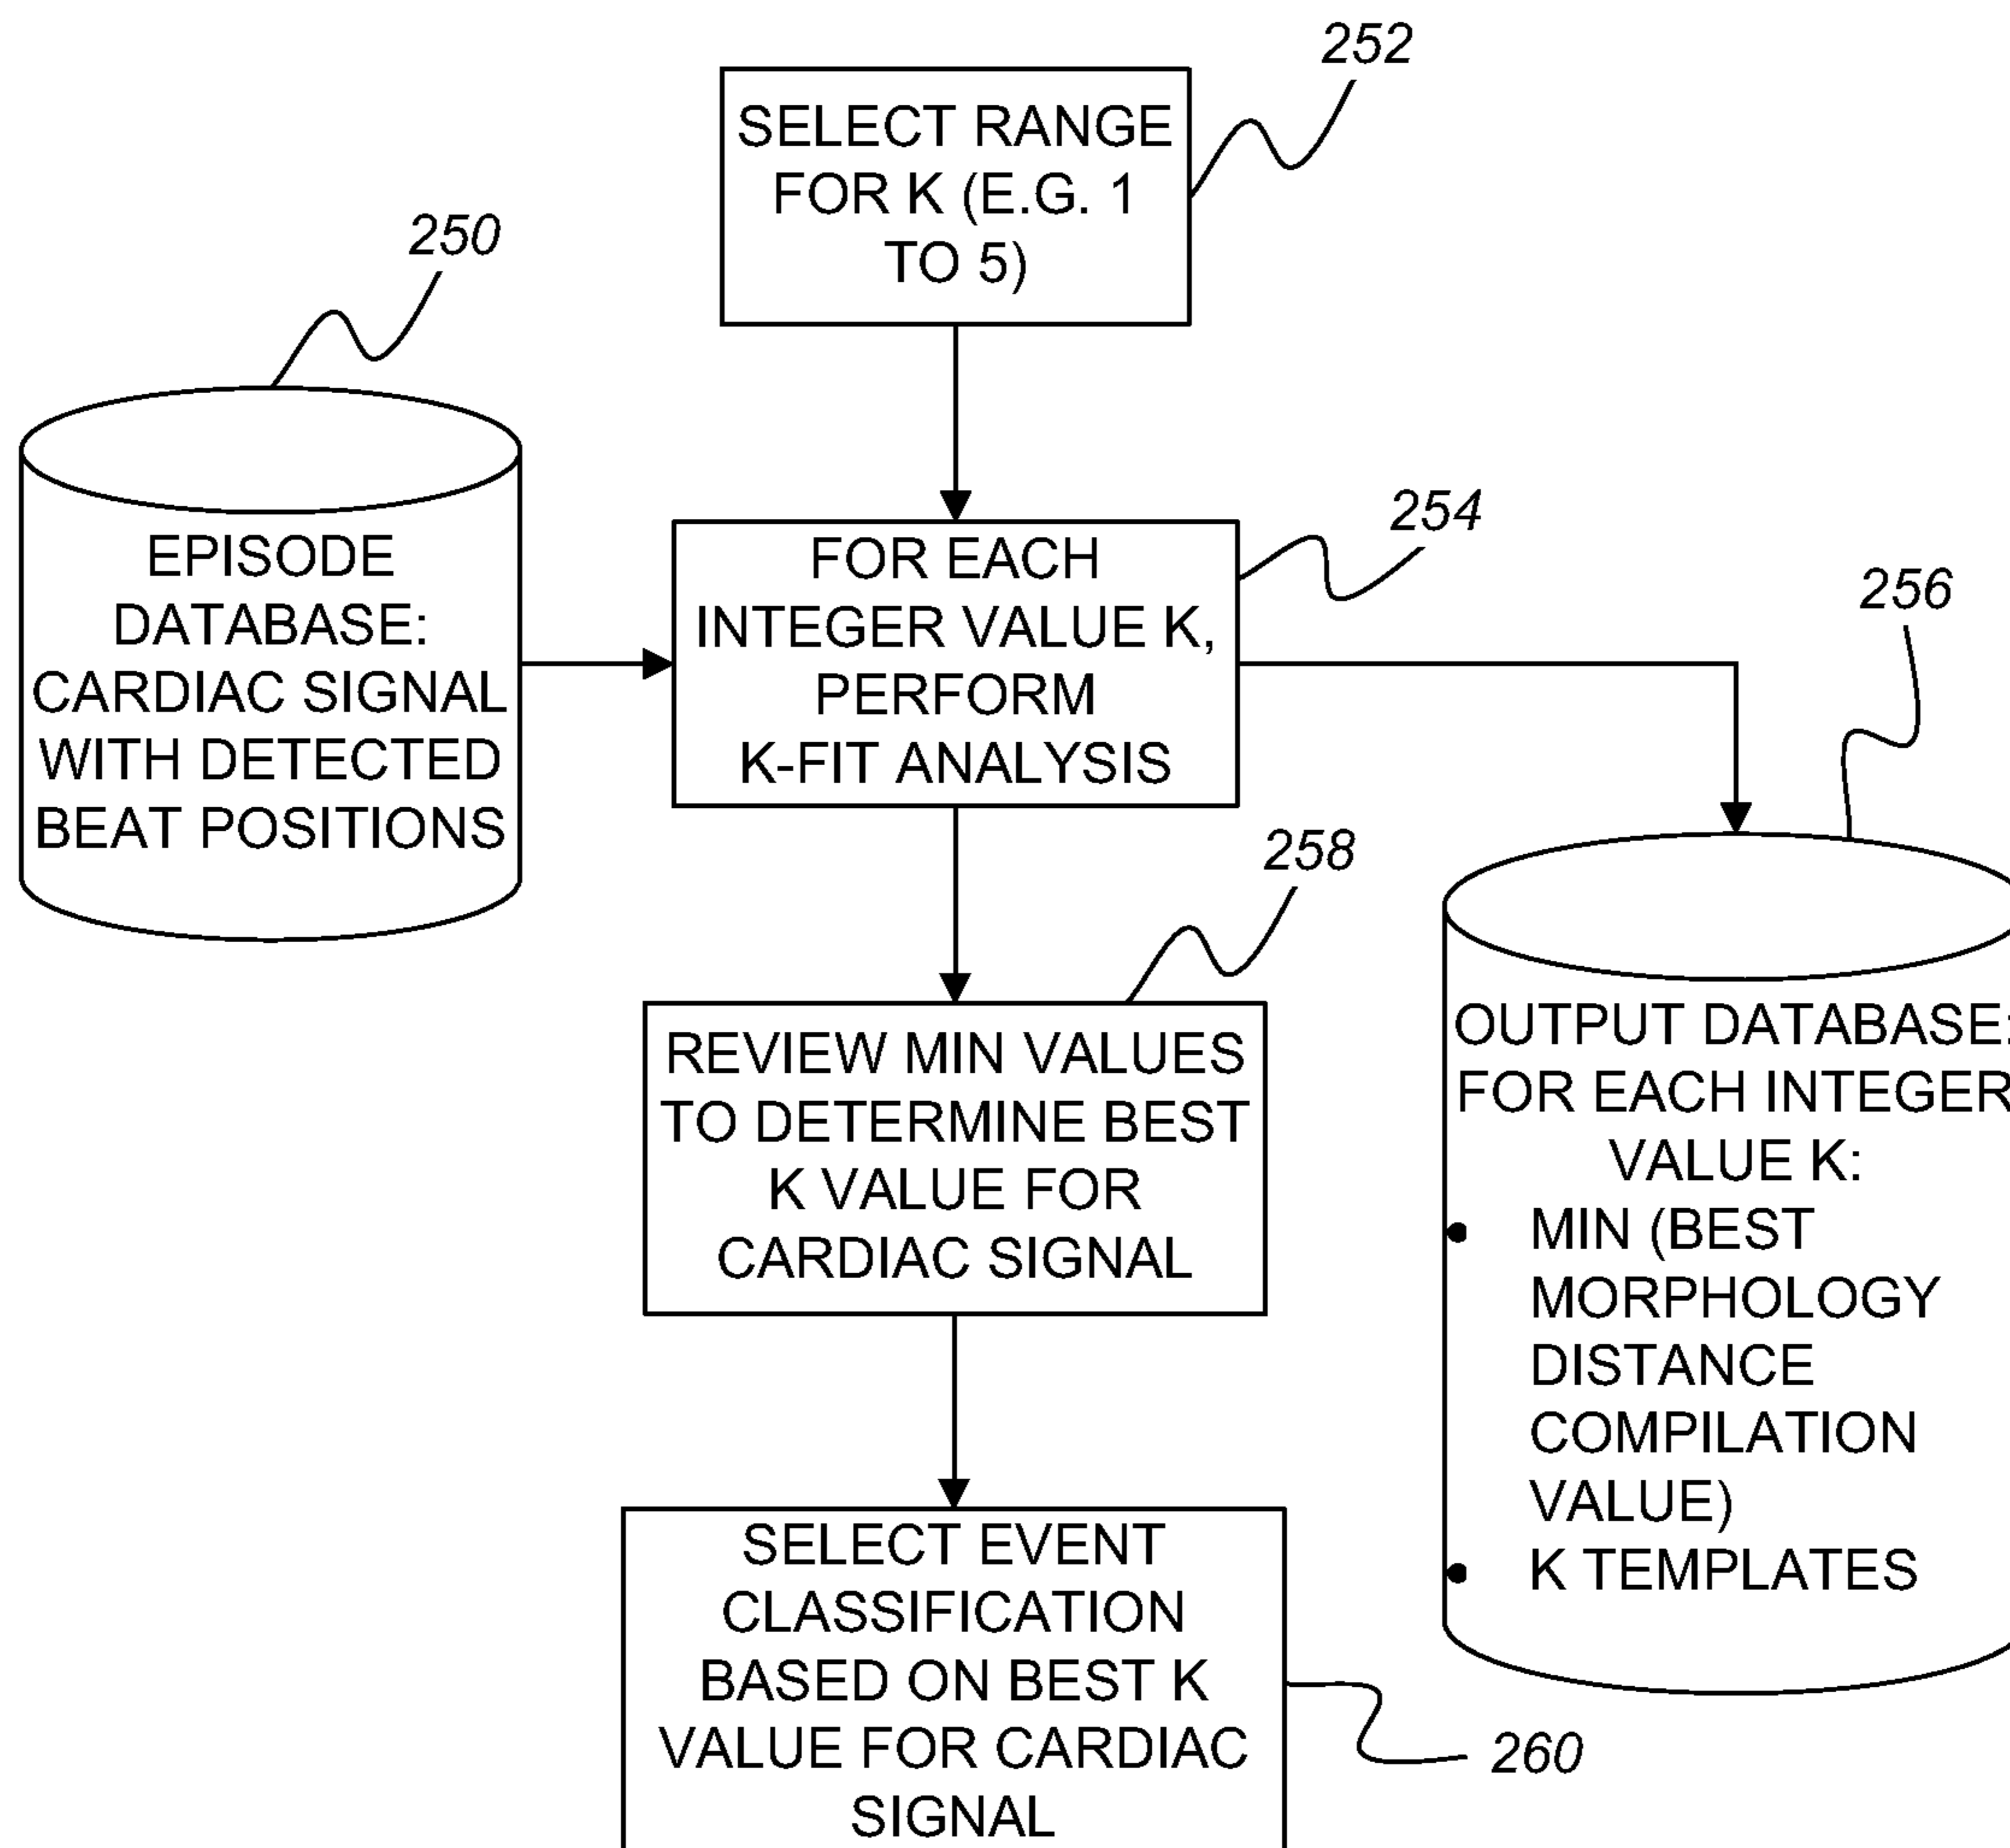 252
SELECT RANGE
FOR K (E.G. 1
TO 5)
250
EPISODE
DATABASE:
CARDIAC SIGNAL
WITH DETECTED
BEAT POSITIONS
254
FOR EACH
INTEGER VALUE K,
PERFORM
K-FIT ANALYSIS
256
OUTPUT DATABASE:
FOR EACH INTEGER
VALUE K:
• MIN (BEST
MORPHOLOGY
DISTANCE
COMPILATION
VALUE)
• K TEMPLATES
258
REVIEW MIN VALUES
TO DETERMINE BEST
K VALUE FOR
CARDIAC SIGNAL
SELECT EVENT
CLASSIFICATION
BASED ON BEST K
VALUE FOR CARDIAC
SIGNAL
260